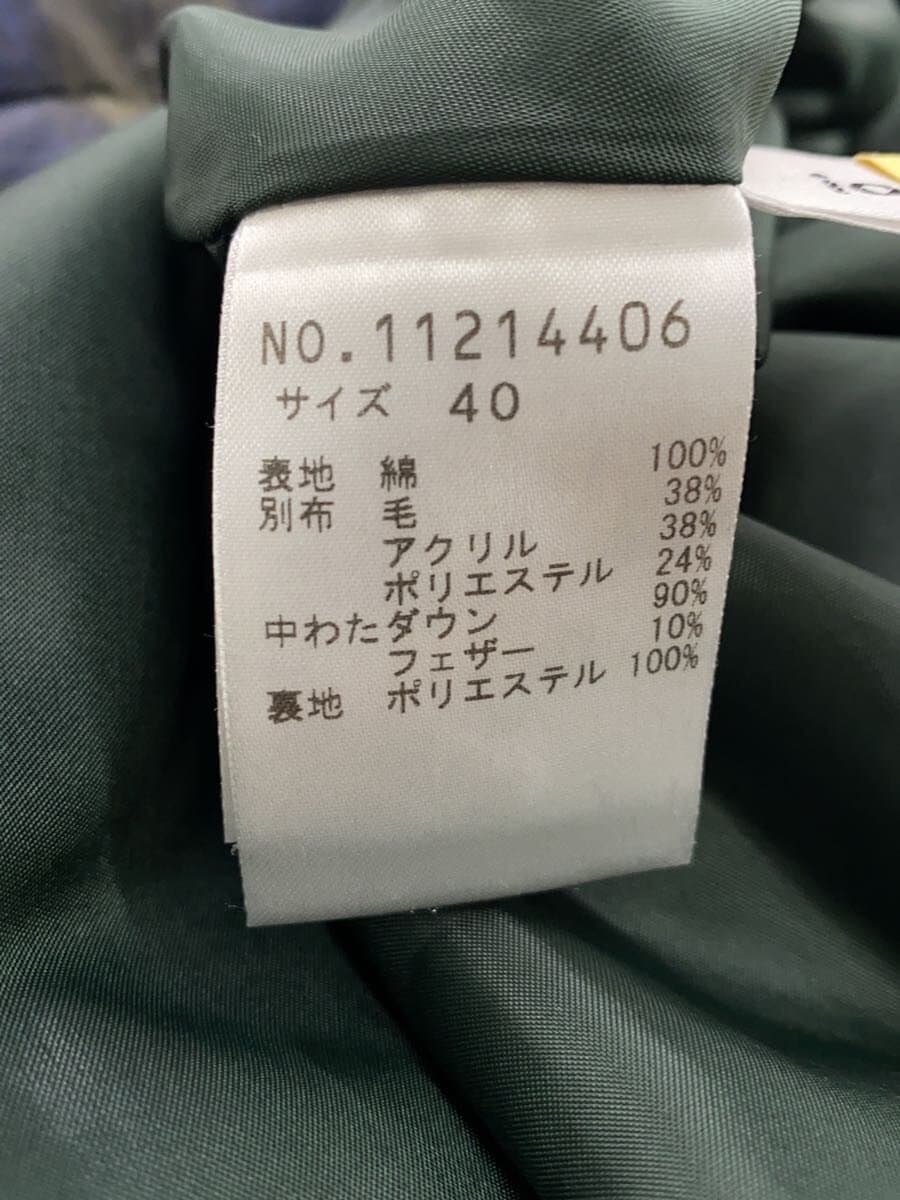 NO.11214406
サイズ 40
表地 綿 100%
別布 毛 38%
アクリル 38%
ポリエステル 24%
中わた ダウン 90%
フェザー 10%
裏地 ポリエステル 100%